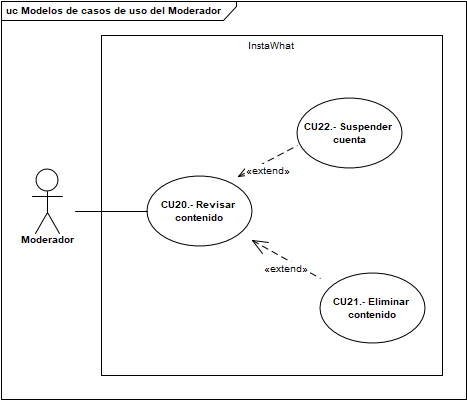 uc Modelos de casos de uso del Moderador
InstaWhat
CU22.- Suspender
cuenta
«extend»
CU20.- Revisar
contenido
Moderador
«extend»
CU21.- Eliminar
contenido